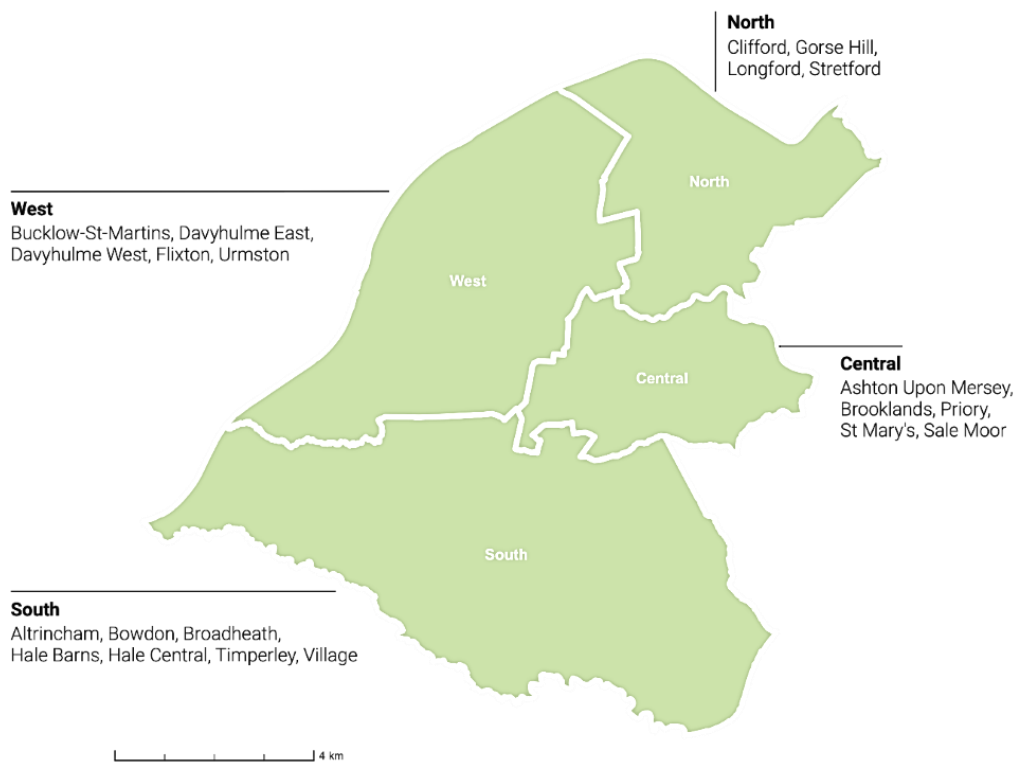 North
Clifford, Gorse Hill,
Longford, Stretford
North
West
Bucklow-St-Martins, Davyhulme East,
Davyhulme West, Flixton, Urmston
West
Central
Central
Ashton Upon Mersey,
Brooklands, Priory,
St Mary's, Sale Moor
South
South
Altrincham, Bowdon, Broadheath,
Hale Barns, Hale Central, Timperley, Village
4 km